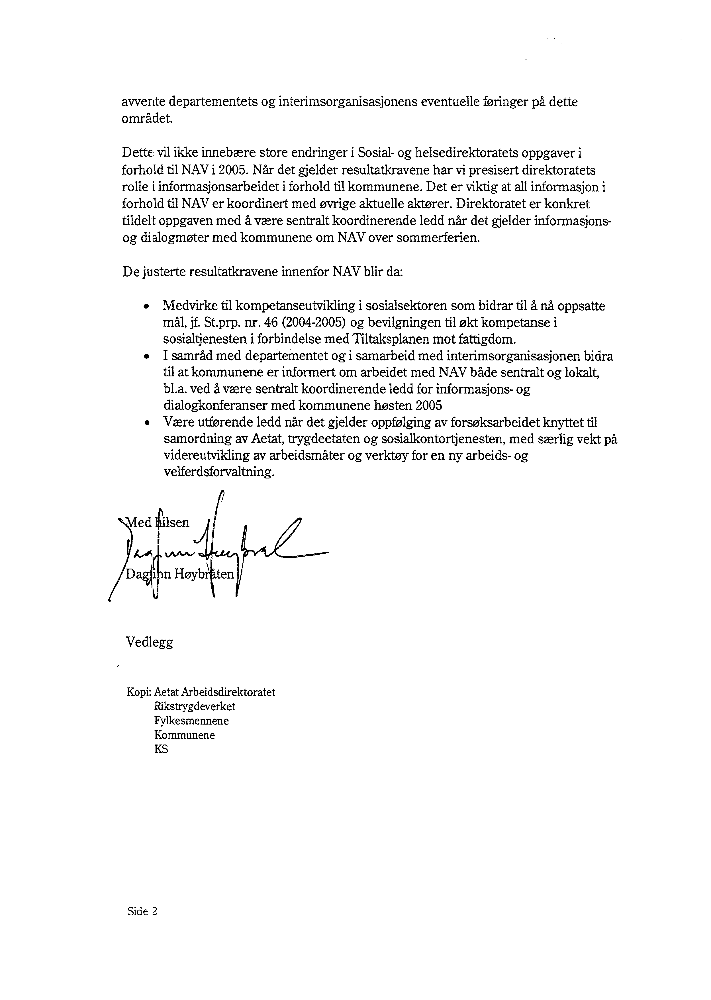 avvente departementets og interimsorganisasjonens eventuelle føringer på dette
området.
Dette vil ikke innebære store endringer i Sosial- og helsedirektoratets oppgaver i
forhold til NAV i 2005. Når det gjelder resultatkravene har vi presisert direktoratets
rolle i informasjonsarbeidet i forhold til kommunene. Det er viktig at all informasjon i
forhold til NAV er koordinert med øvrige aktuelle aktører. Direktoratet er konkret
tildelt oppgaven med å være sentralt koordinerende ledd når det gjelder informasjons-
og dialogmøter med kommunene om NAV over sommerferien.
De justerte resultatkravene innenfor NAV blir da:
• Medvirke til kompetanseutvikling i sosialsektoren som bidrar til å nå oppsatte
mål, jf. St.prp. nr. 46 (2004-2005) og bevilgningen til økt kompetanse i
sosialtjenesten i forbindelse med Tiltaksplanen mot fattigdom.
• I samråd med departementet og i samarbeid med interimsorganisasjonen bidra
til at kommunene er informert om arbeidet med NAV både sentralt og lokalt,
bl.a. ved å være sentralt koordinerende ledd for informasjons- og
dialogkonferanser med kommunene høsten 2005
• Være utførende ledd når det gjelder oppfølging av forsøksarbeidet knyttet til
samordning av Aetat, trygdeetaten og sosialkontortjenesten, med særlig vekt på
videreutvikling av arbeidsmåter og verktøy for en ny arbeids- og
velferdsforvaltning.
Med hilsen
Dagfinn Høybråten
Vedlegg
Kopi: Aetat Arbeidsdirektoratet
Rikstrygdeverket
Fylkesmennene
Kommunene
KS
Side 2